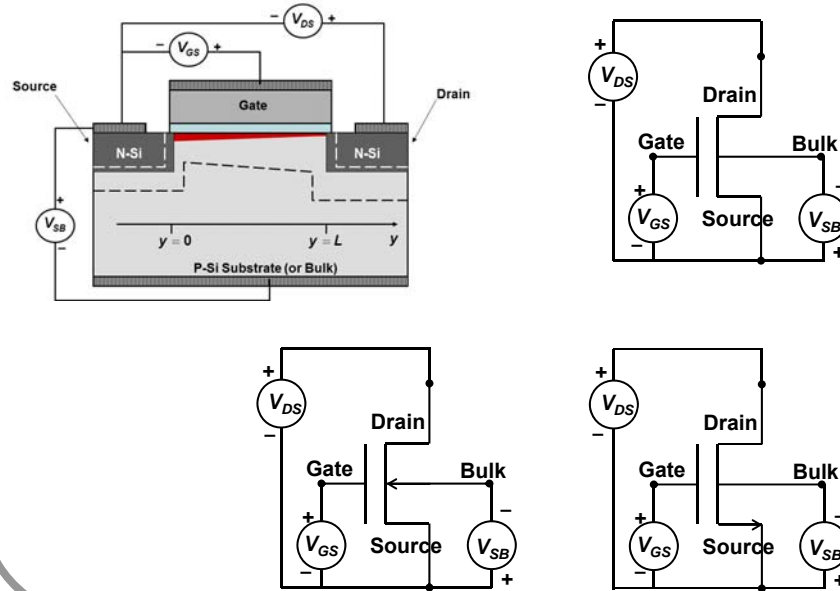 − V_DS +
− V_GS +
Source
Gate
Drain
N-Si
N-Si
+
V_SB
−
y = 0
y = L
y
P-Si Substrate (or Bulk)
+
V_DS
−
Drain
Gate
Bulk
+
−
V_GS
Source
V_SB
−
+
+
V_DS
−
Drain
Gate
Bulk
+
−
V_GS
Source
V_SB
−
+
+
V_DS
−
Drain
Gate
Bulk
+
−
V_GS
Source
V_SB
−
+